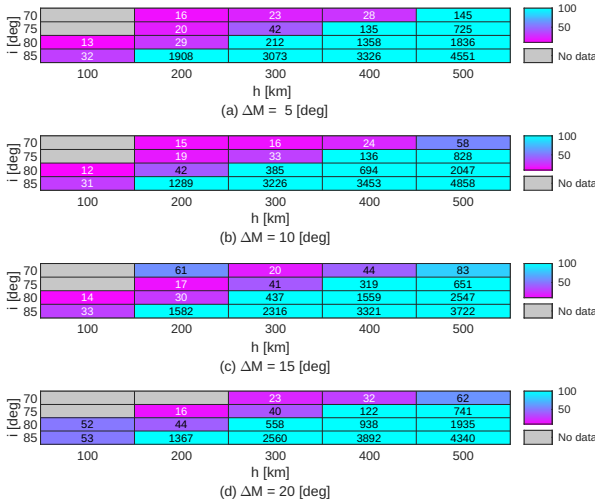 70 16 23 28 145 100
75 20 42 135 725 50
80 13 29 212 1358 1836
85 32 1908 3073 3326 4551 No data
i [deg]
100 200 300 400 500
h [km]
(a) ΔM = 5 [deg]
70 15 16 24 58 100
75 19 33 136 828 50
80 12 42 385 694 2047
85 31 1289 3226 3453 4858 No data
i [deg]
100 200 300 400 500
h [km]
(b) ΔM = 10 [deg]
70 61 20 44 83 100
75 17 41 319 651 50
80 14 30 437 1559 2547
85 33 1582 2316 3321 3722 No data
i [deg]
100 200 300 400 500
h [km]
(c) ΔM = 15 [deg]
70 23 32 62 100
75 16 40 122 741 50
80 52 44 558 938 1935
85 53 1367 2560 3892 4340 No data
i [deg]
100 200 300 400 500
h [km]
(d) ΔM = 20 [deg]